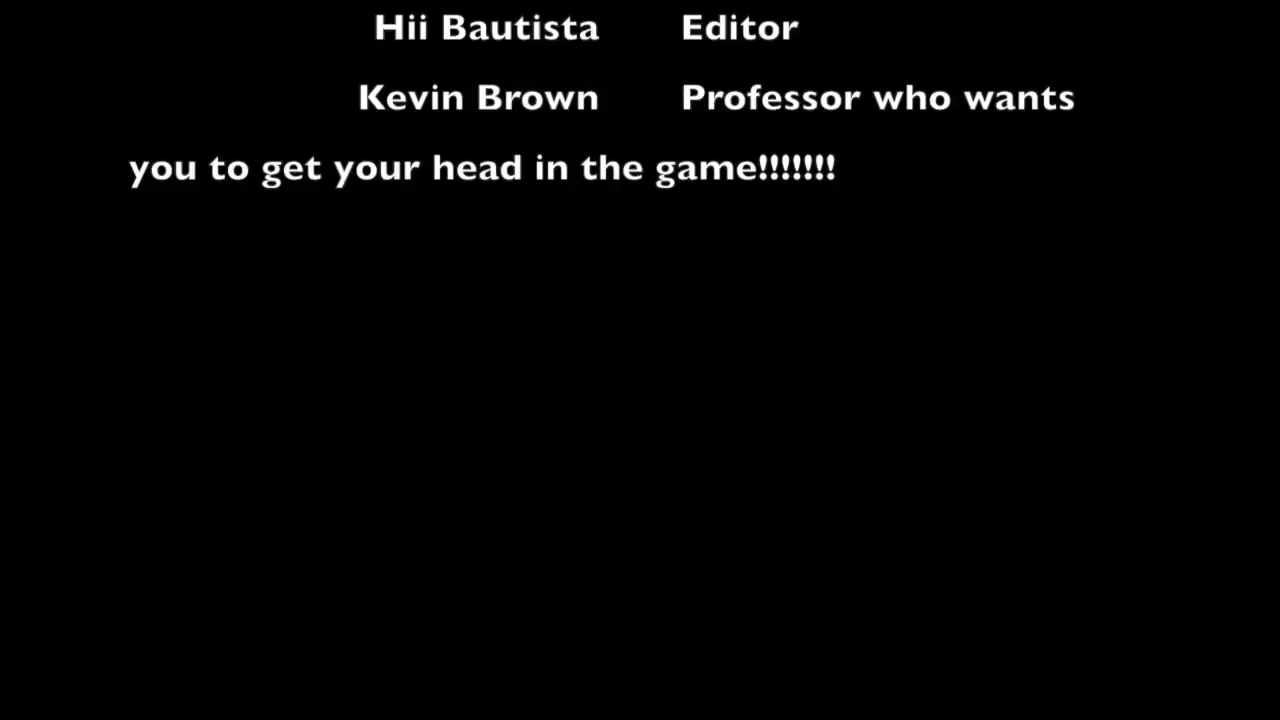 Hii Bautista Editor
Kevin Brown Professor who wants
you to get your head in the game!!!!!!!